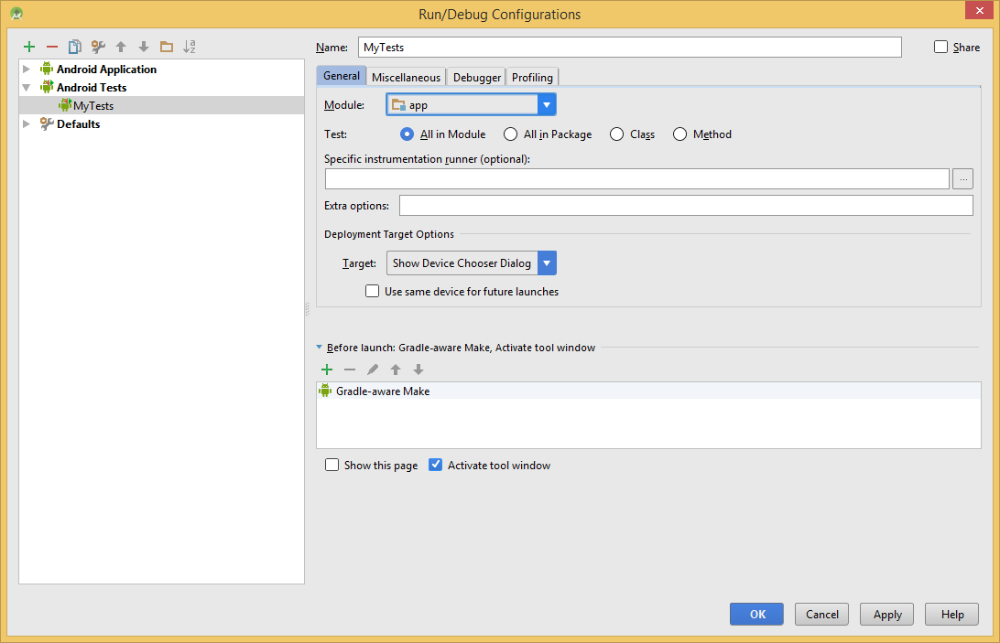 Run/Debug Configurations
Name: MyTests Share
Android Application
Android Tests
MyTests
Defaults
General Miscellaneous Debugger Profiling
Module: app
Test: All in Module All in Package Class Method
Specific instrumentation runner (optional):
...
Extra options:
Deployment Target Options
Target: Show Device Chooser Dialog
Use same device for future launches
Before launch: Gradle-aware Make, Activate tool window
Gradle-aware Make
Show this page Activate tool window
OK Cancel Apply Help